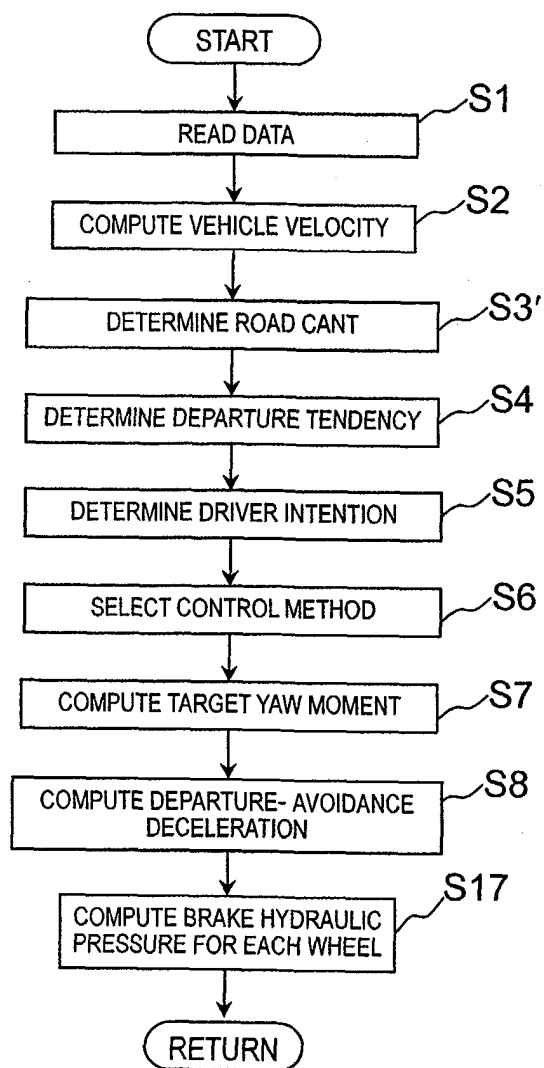 START
S1
READ DATA
S2
COMPUTE VEHICLE VELOCITY
S3'
DETERMINE ROAD CANT
S4
DETERMINE DEPARTURE TENDENCY
S5
DETERMINE DRIVER INTENTION
S6
SELECT CONTROL METHOD
S7
COMPUTE TARGET YAW MOMENT
S8
COMPUTE DEPARTURE- AVOIDANCE
DECELERATION
S17
COMPUTE BRAKE HYDRAULIC
PRESSURE FOR EACH WHEEL
RETURN